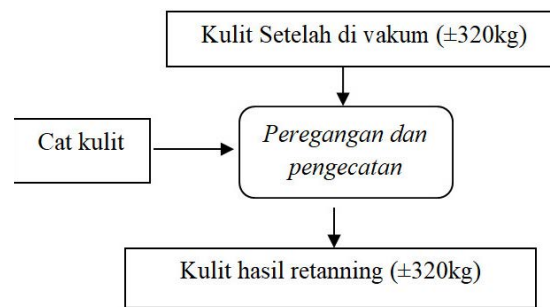 Kulit Setelah di vakum (±320kg)
Cat kulit
Peregangan dan
pengecatan
Kulit hasil retanning (±320kg)